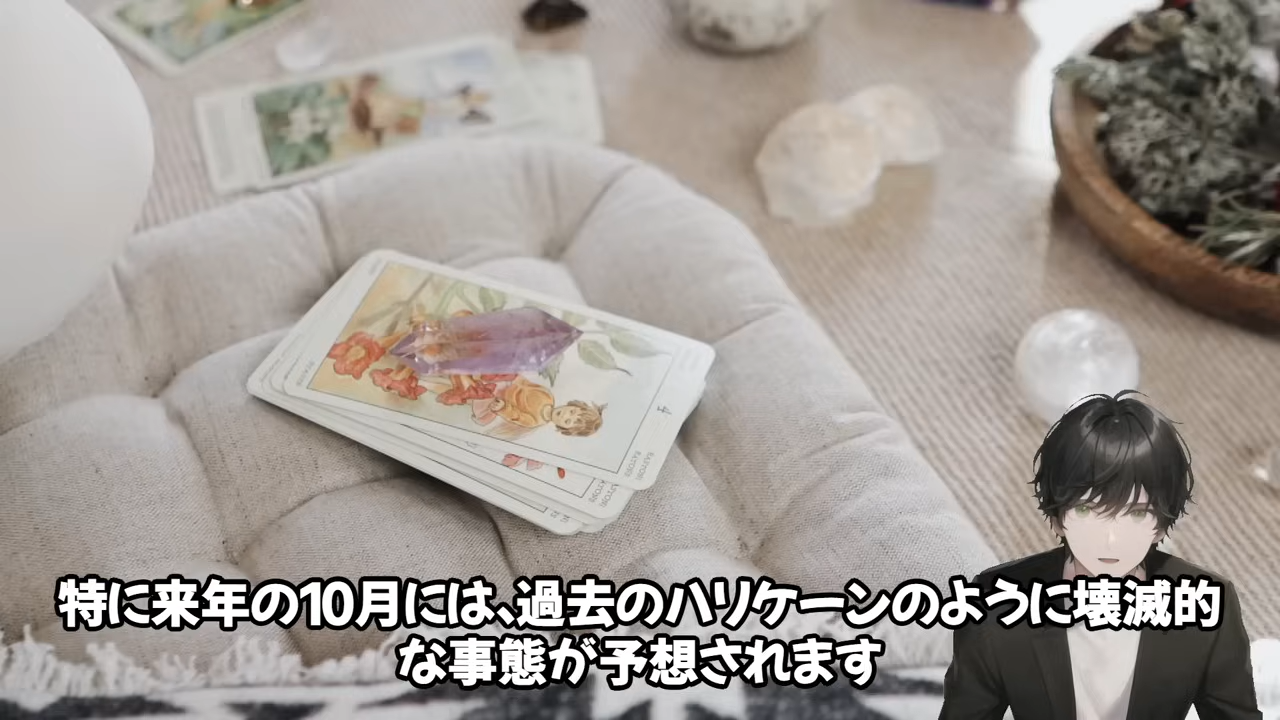 4
特に来年の10月には、過去のハリケーンのように壊滅的
な事態が予想されます